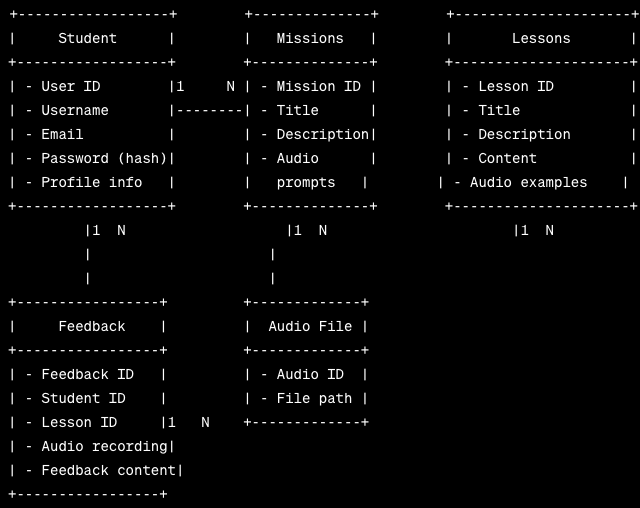 +------------------+        +--------------+        +---------------------+
|     Student      |        |   Missions   |        |       Lessons       |
+------------------+        +--------------+        +---------------------+
| - User ID        |1     N | - Mission ID |        | - Lesson ID         |
| - Username       |--------| - Title      |        | - Title             |
| - Email          |        | - Description|        | - Description       |
| - Password (hash)|        | - Audio      |        | - Content           |
| - Profile info   |        |   prompts   |        | - Audio examples    |
+------------------+        +--------------+        +---------------------+
         |1  N                   |1  N                      |1  N
         |                     |
         |                     |
+-----------------+         +-------------+
|     Feedback    |         |  Audio File |
+-----------------+         +-------------+
| - Feedback ID   |         | - Audio ID  |
| - Student ID    |         | - File path |
| - Lesson ID     |1   N    +-------------+
| - Audio recording|
| - Feedback content|
+-----------------+